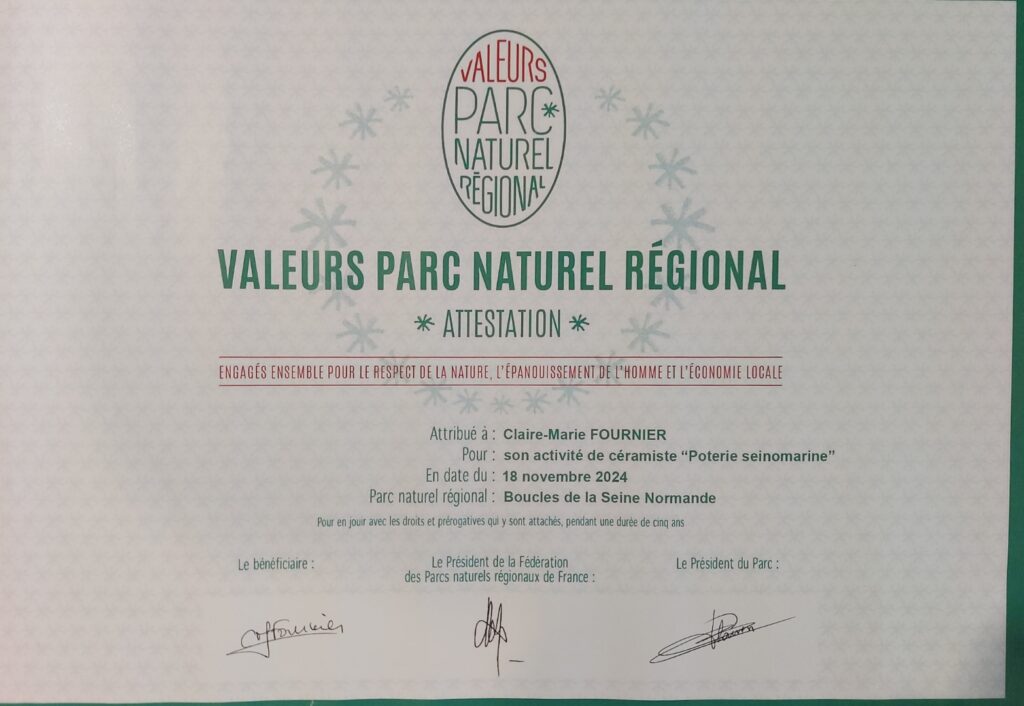 VALEURS
PARC
NATUREL
RÉGIONAL
VALEURS PARC NATUREL RÉGIONAL
ATTESTATION
ENGAGÉS ENSEMBLE POUR LE RESPECT DE LA NATURE, L'ÉPANOUISSEMENT DE L'HOMME ET L'ÉCONOMIE LOCALE
Attribué à : Claire-Marie FOURNIER
Pour : son activité de céramiste “Poterie seinomarine”
En date du : 18 novembre 2024
Parc naturel régional : Boucles de la Seine Normande
Pour en jouir avec les droits et prérogatives qui y sont attachés, pendant une durée de cinq ans
Le bénéficiaire :
Le Président de la Fédération
des Parcs naturels régionaux de France :
Le Président du Parc :